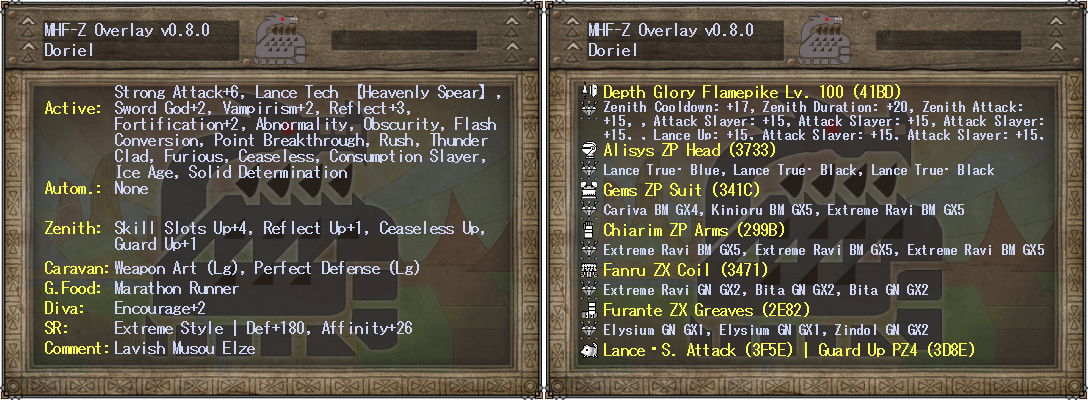 MHF-Z Overlay v0.8.0
Doriel
Strong Attack+6, Lance Tech 【Heavenly Spear】,
Active: Sword God+2, Vampirism+2, Reflect+3,
Fortification+2, Abnormality, Obscurity, Flash
Conversion, Point Breakthrough, Rush, Thunder
Clad, Furious, Ceaseless, Consumption Slayer,
Ice Age, Solid Determination
Autom.: None
Zenith: Skill Slots Up+4, Reflect Up+1, Ceaseless Up,
Guard Up+1
Caravan: Weapon Art (Lg), Perfect Defense (Lg)
G.Food: Marathon Runner
Diva: Encourage+2
SR: Extreme Style | Def+180, Affinity+26
Comment: Lavish Musou Elze
MHF-Z Overlay v0.8.0
Doriel
Depth Glory Flamepike Lv. 100 (41BD)
Zenith Cooldown: +17, Zenith Duration: +20, Zenith Attack:
+15, , Attack Slayer: +15, Attack Slayer: +15, Attack Slayer:
+15, , Lance Up: +15, Attack Slayer: +15, Attack Slayer: +15,
Alisys ZP Head (3733)
Lance True· Blue, Lance True· Black, Lance True· Black
Gems ZP Suit (341C)
Cariva BM GX4, Kinioru BM GX5, Extreme Ravi BM GX5
Chiarim ZP Arms (299B)
Extreme Ravi BM GX5, Extreme Ravi BM GX5, Extreme Ravi BM GX5
Fanru ZX Coil (3471)
Extreme Ravi GN GX2, Bita GN GX2, Bita GN GX2
Furante ZX Greaves (2E82)
Elysium GN GX1, Elysium GN GX1, Zindol GN GX2
Lance・S. Attack (3F5E) | Guard Up PZ4 (3D8E)